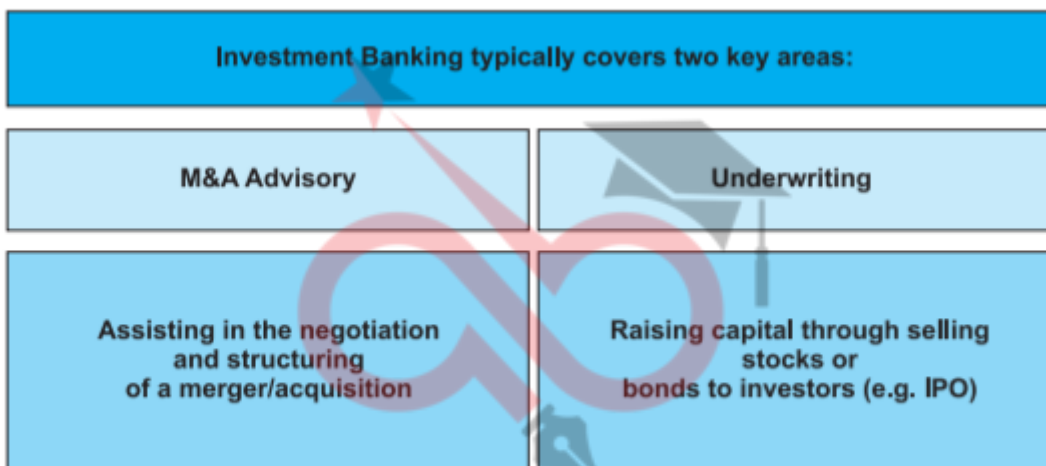 Investment Banking typically covers two key areas:
M&A Advisory
Underwriting
Assisting in the negotiation
and structuring
of a merger/acquisition
Raising capital through selling
stocks or
bonds to investors (e.g. IPO)